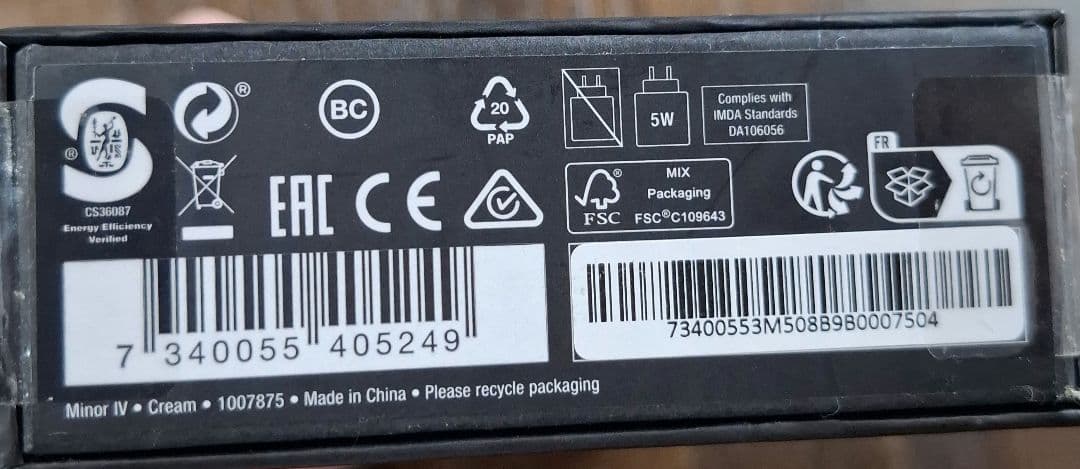 ®
BC
20
PAP
5W
Complies with
IMDA Standards
DA106056
FR
®
CS36087
Energy Efficiency
Verified
EAC CE
®
FSC
MIX
Packaging
FSC®C109643
7 340055 405249
73400553M508B9B0007504
Minor IV • Cream • 1007875 • Made in China • Please recycle packaging